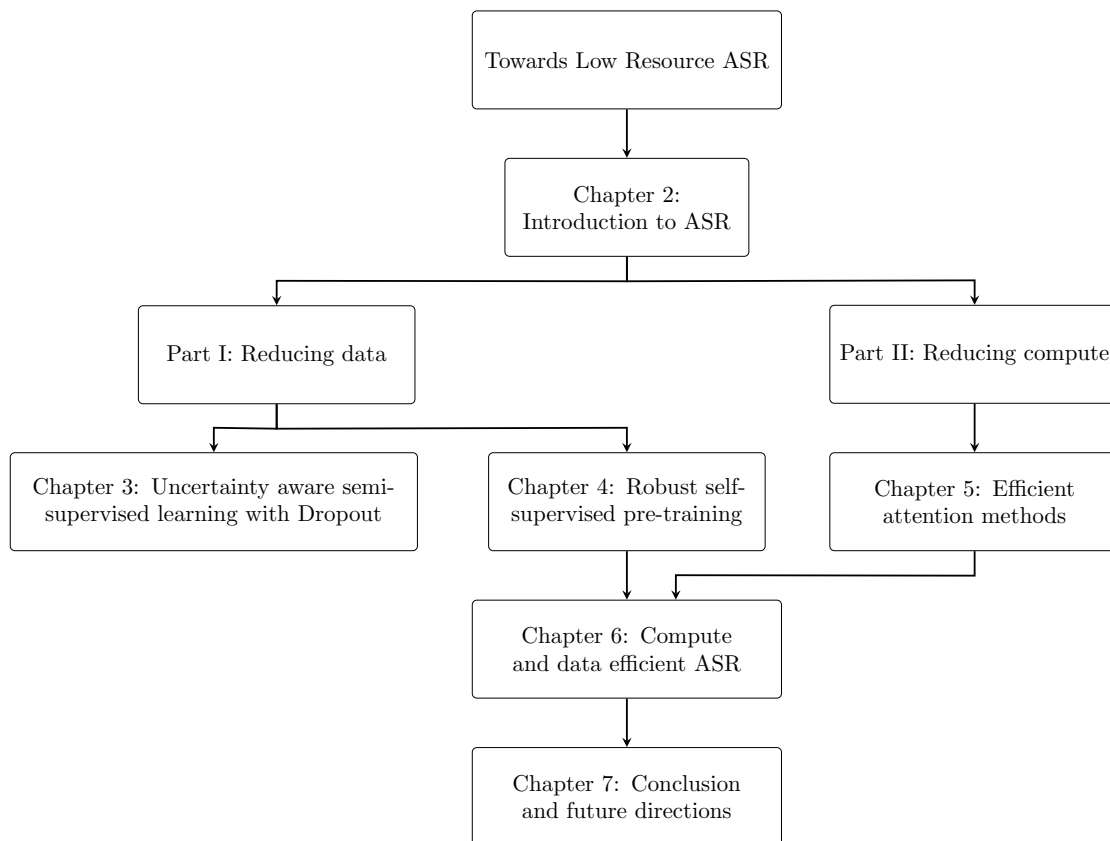 Towards Low Resource ASR
Chapter 2:
Introduction to ASR
Part I: Reducing data
Part II: Reducing compute
Chapter 3: Uncertainty aware semi-
supervised learning with Dropout
Chapter 4: Robust self-
supervised pre-training
Chapter 5: Efficient
attention methods
Chapter 6: Compute
and data efficient ASR
Chapter 7: Conclusion
and future directions